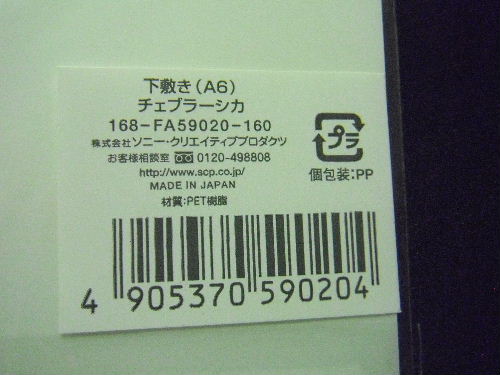 下敷き(A6)
チェブラーシカ
168-FA59020-160
株式会社ソニー・クリエイティブプロダクツ
お客様相談室 0120-498808
http://www.scp.co.jp/
MADE IN JAPAN
材質:PET樹脂
プラ
個包装:PP
4 905370 590204